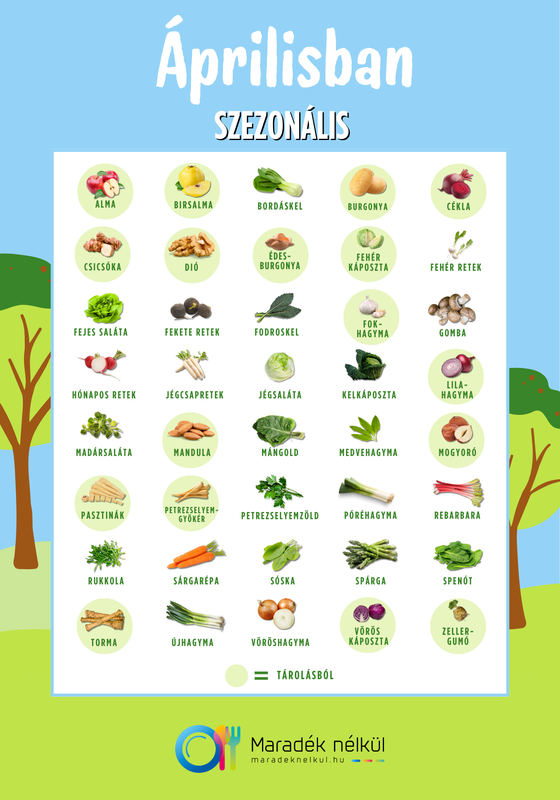 Áprilisban
SZEZONÁLIS
ALMA
BIRSALMA
BORDÁSKEL
BURGONYA
CÉKLA
CSICSÓKA
DIÓ
ÉDES-
BURGONYA
FEHÉR
KÁPOSZTA
FEHÉR RETEK
FEJES SALÁTA
FEKETE RETEK
FODROSKEL
FOK-
HAGYMA
GOMBA
HÓNAPOS RETEK
JÉGCSAPRETEK
JÉGSALÁTA
KELKÁPOSZTA
LILA-
HAGYMA
MADÁRSALÁTA
MANDULA
MÁNGOLD
MEDVEHAGYMA
MOGYORÓ
PASZTINÁK
PETREZSELYEM-
GYÖKÉR
PETREZSELYEMZÖLD
PÓRÉHAGYMA
REBARBARA
RUKKOLA
SÁRGARÉPA
SÓSKA
SPÁRGA
SPENÓT
TORMA
ÚJHAGYMA
VÖRÖSHAGYMA
VÖRÖS
KÁPOSZTA
ZELLER-
GUMÓ
= TÁROLÁSBÓL
Maradék nélkül
maradeknelkul.hu